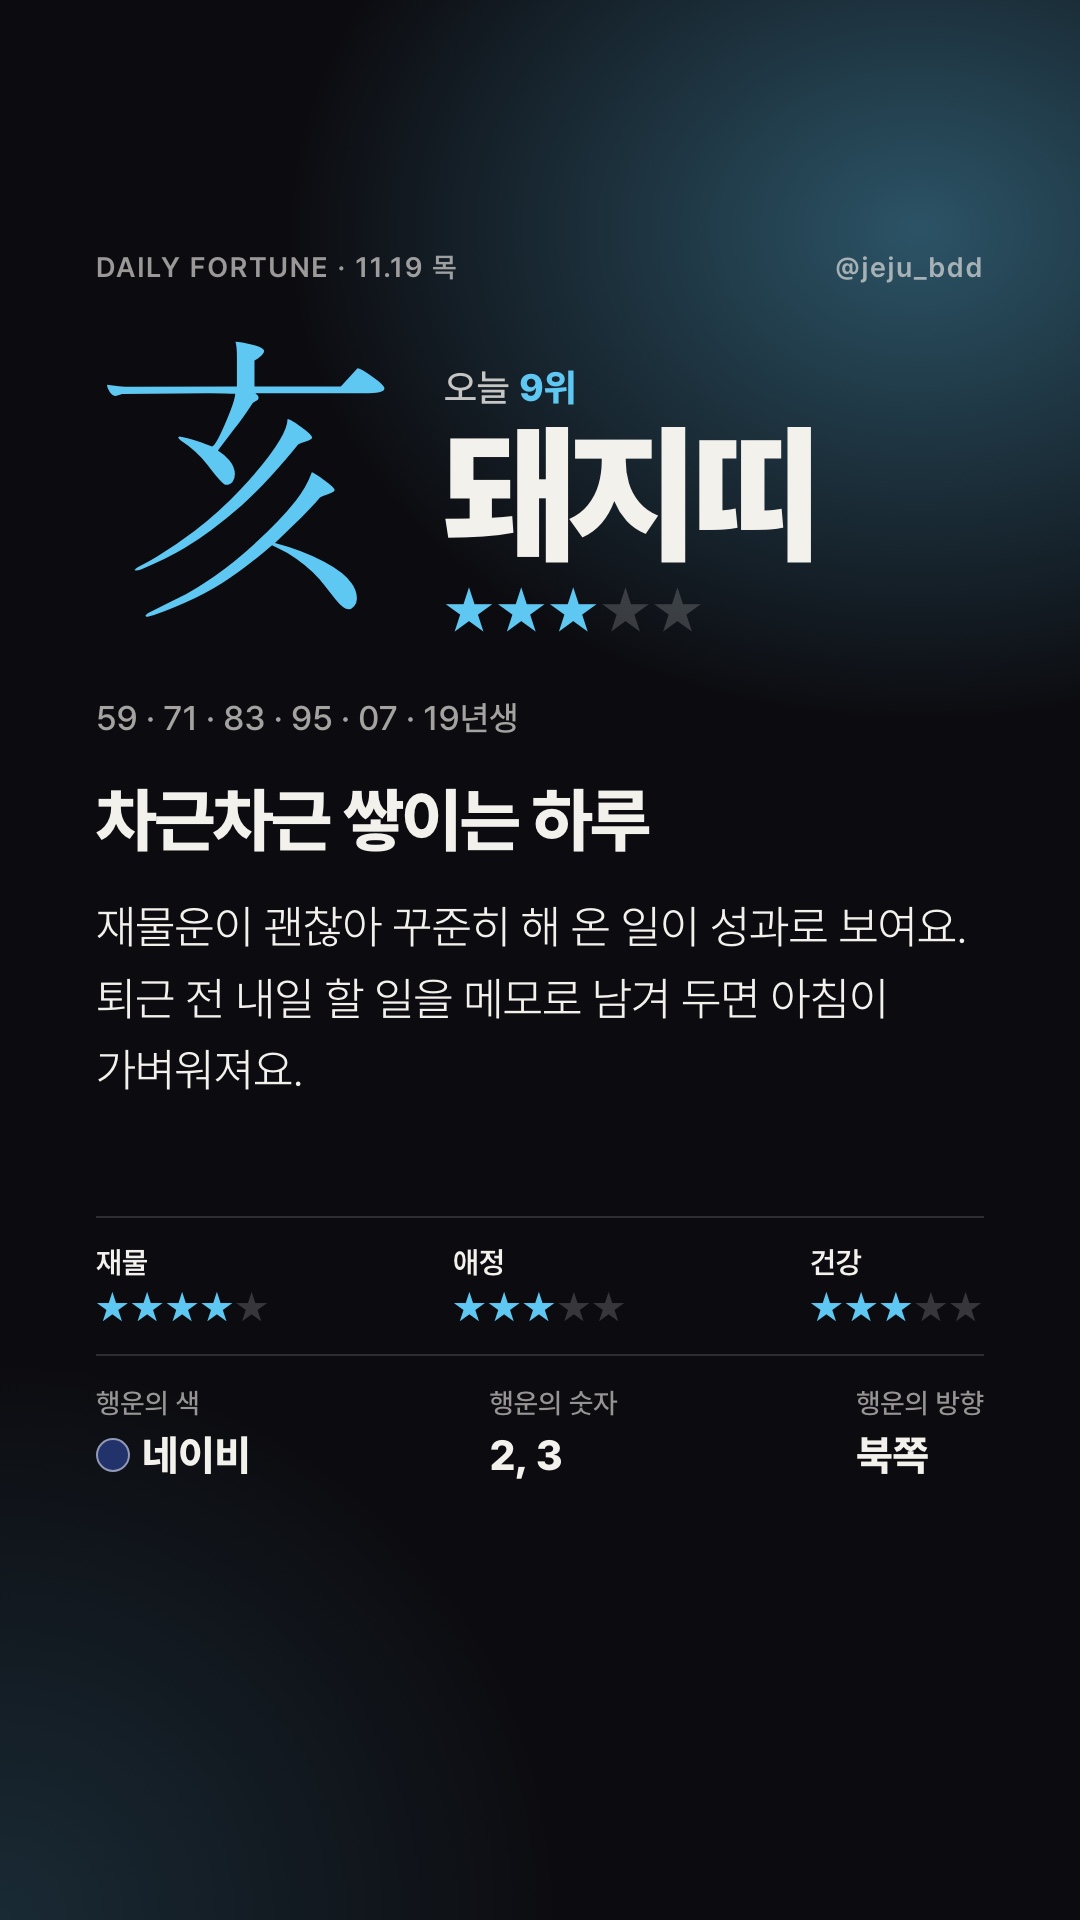 DAILY FORTUNE · 11.19 목
@jeju_bdd
亥
오늘 9위
돼지띠
★★★★★
59 · 71 · 83 · 95 · 07 · 19년생
차근차근 쌓이는 하루
재물운이 괜찮아 꾸준히 해 온 일이 성과로 보여요.
퇴근 전 내일 할 일을 메모로 남겨 두면 아침이
가벼워져요.
재물 애정 건강
★★★★★ ★★★★★ ★★★★★
행운의 색 행운의 숫자 행운의 방향
네이비 2, 3 북쪽